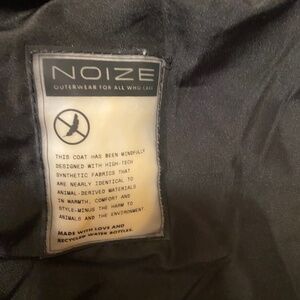 NOIZE
OUTERWEAR FOR ALL WHO CARE
THIS COAT HAS BEEN MINDFULLY
DESIGNED WITH HIGH-TECH
SYNTHETIC FABRICS THAT
ARE NEARLY IDENTICAL TO
ANIMAL-DERIVED MATERIALS
IN WARMTH, COMFORT AND
STYLE-MINUS THE HARM TO
ANIMALS AND THE ENVIRONMENT.
MADE WITH LOVE AND
RECYCLED WATER BOTTLES.